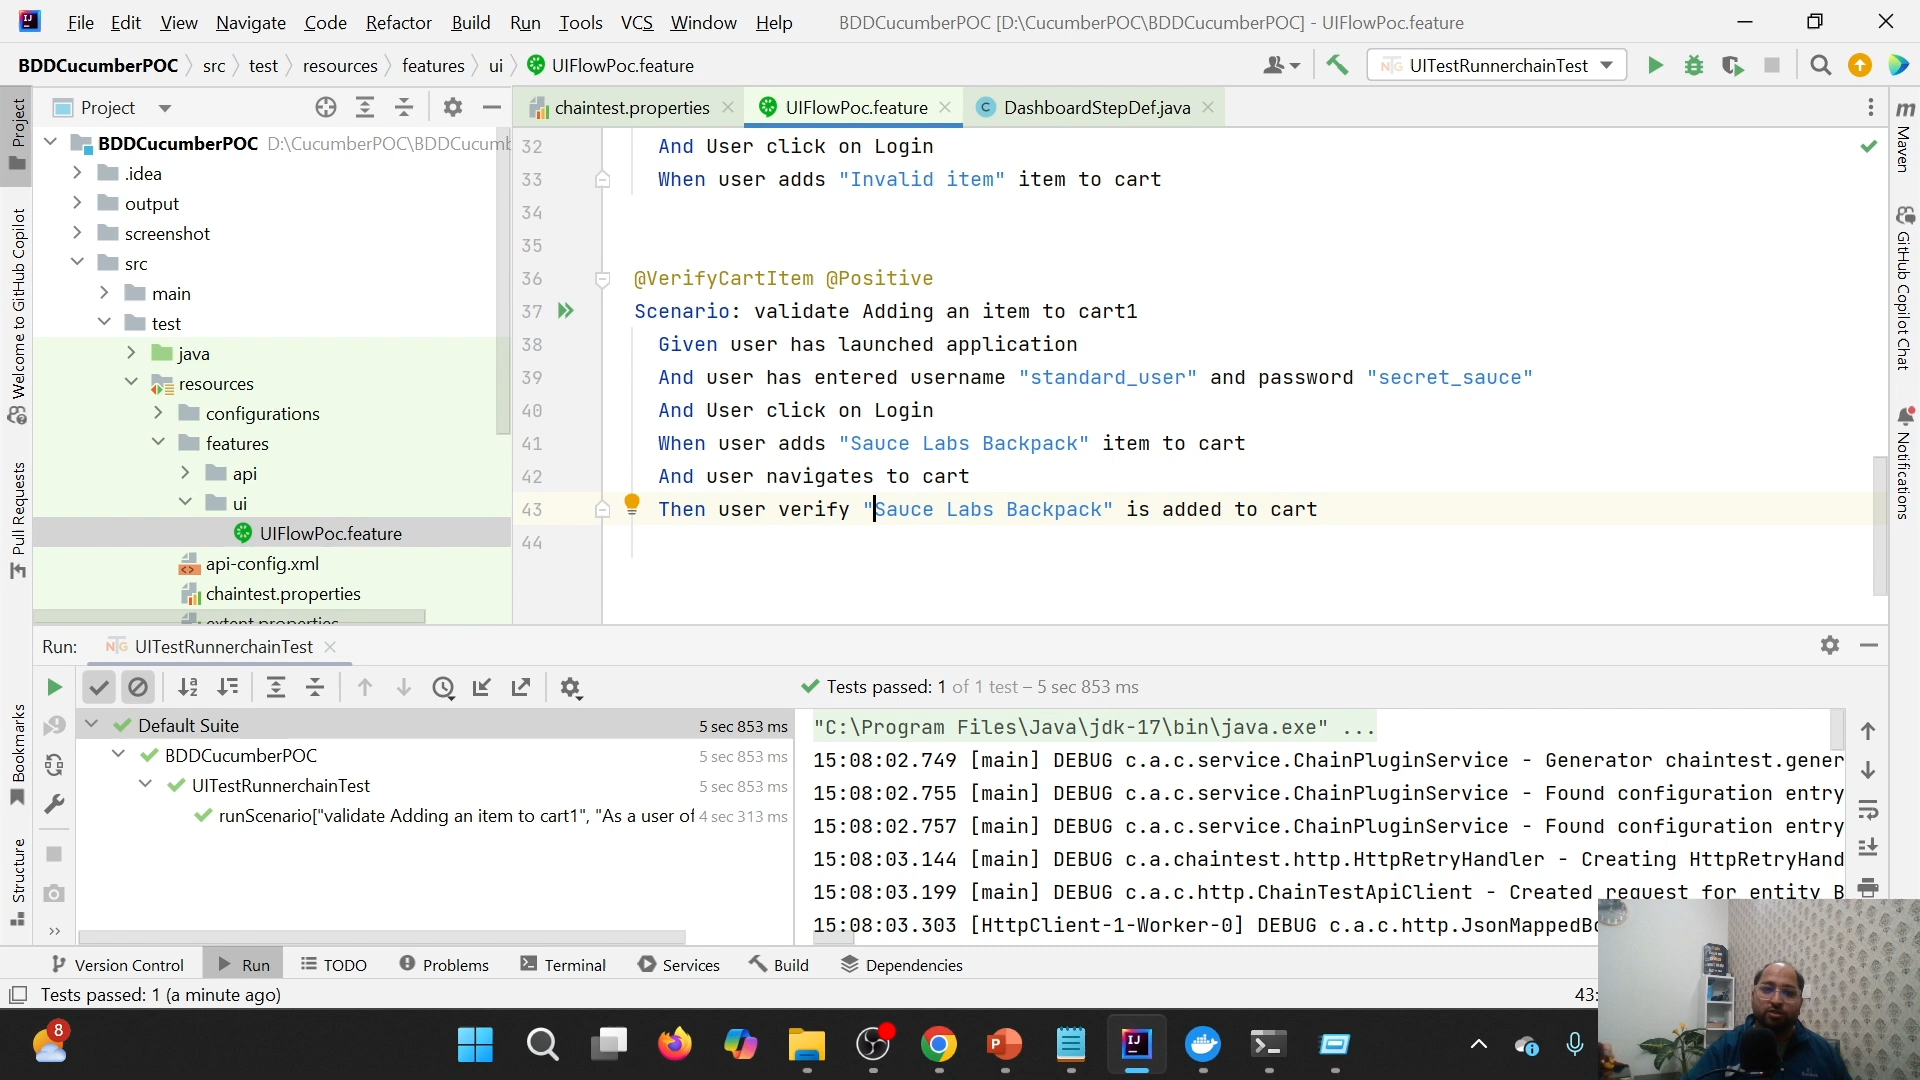 File Edit View Navigate Code Refactor Build Run Tools VCS Window Help BDDCucumberPOC [D:\CucumberPOC\BDDCucumberPOC] - UIFlowPoc.feature
BDDCucumberPOC src test resources features ui UIFlowPoc.feature UITestRunnerchainTest
Project
chaintest.properties UIFlowPoc.feature DashboardStepDef.java
BDDCucumberPOC D:\CucumberPOC\BDDCucumb
.idea
output
screenshot
src
main
test
java
resources
configurations
features
api
ui
UIFlowPoc.feature
api-config.xml
chaintest.properties
extent.properties
32 And User click on Login
33 When user adds "Invalid item" item to cart
34
35
36 @VerifyCartItem @Positive
37 Scenario: validate Adding an item to cart1
38 Given user has launched application
39 And user has entered username "standard_user" and password "secret_sauce"
40 And User click on Login
41 When user adds "Sauce Labs Backpack" item to cart
42 And user navigates to cart
43 Then user verify "Sauce Labs Backpack" is added to cart
44
Project
Welcome to GitHub Copilot
Pull Requests
Bookmarks
Structure
Maven
GitHub Copilot Chat
Notifications
Run: UITestRunnerchainTest
Tests passed: 1 of 1 test – 5 sec 853 ms
Default Suite 5 sec 853 ms
BDDCucumberPOC 5 sec 853 ms
UITestRunnerchainTest 5 sec 853 ms
runScenario["validate Adding an item to cart1", "As a user of 4 sec 313 ms
"C:\Program Files\Java\jdk-17\bin\java.exe" ...
15:08:02.749 [main] DEBUG c.a.c.service.ChainPluginService - Generator chaintest.gener
15:08:02.755 [main] DEBUG c.a.c.service.ChainPluginService - Found configuration entry
15:08:02.757 [main] DEBUG c.a.c.service.ChainPluginService - Found configuration entry
15:08:03.144 [main] DEBUG c.a.chaintest.http.HttpRetryHandler - Creating HttpRetryHand
15:08:03.199 [main] DEBUG c.a.c.http.ChainTestApiClient - Created request for entity B
15:08:03.303 [HttpClient-1-Worker-0] DEBUG c.a.c.http.JsonMappedBo
Version Control Run TODO Problems Terminal Services Build Dependencies
Tests passed: 1 (a minute ago) 43:
8